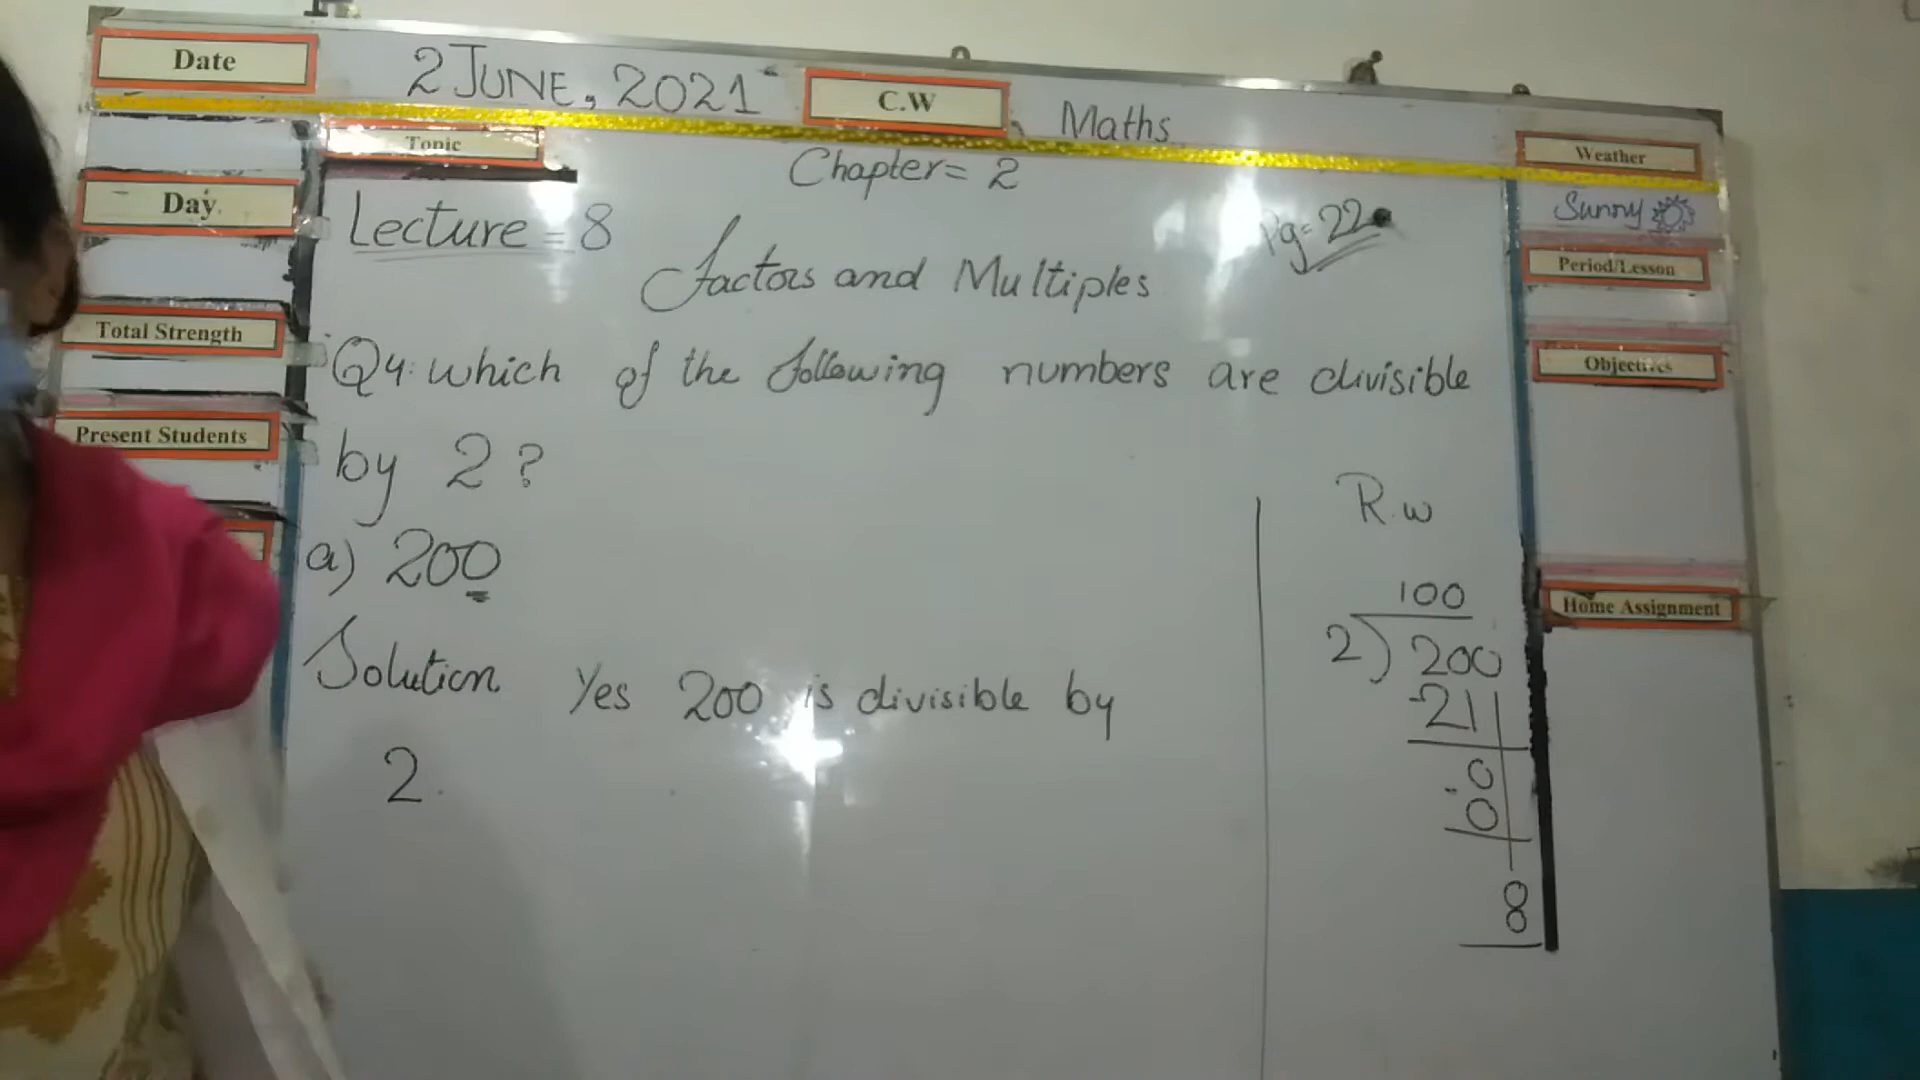 Date
2 JUNE, 2021
C.W
Maths
Topic
Chapter = 2
Weather
Sunny
Day
Lecture = 8
Pg = 22
Factors and Multiples
Period/Lesson
Total Strength
Objectives
Q4: which of the following numbers are divisible
by 2 ?
Present Students
R.w
a) 200
Home Assignment
100
2) 200
-2
0
0
0
0
Solution Yes 200 is divisible by
2.